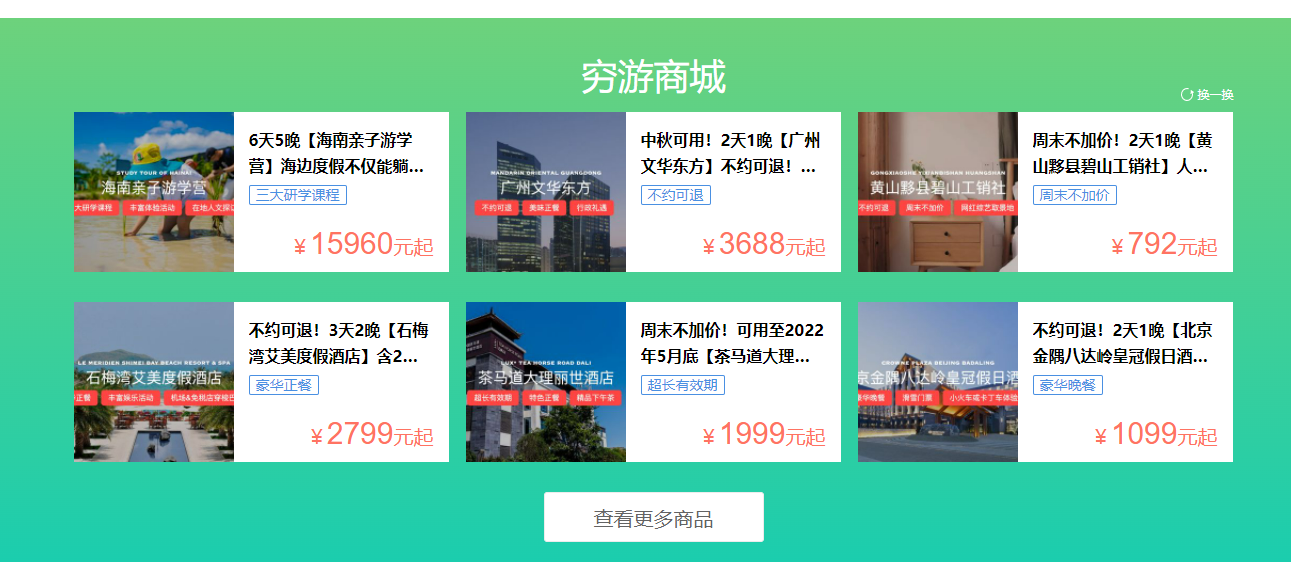 穷游商城
换一换
STUDY TOUR OF HAINAI
海南亲子游学营
大研学课程 丰富体验活动 在地人文探
6天5晚【海南亲子游学
营】海边度假不仅能躺...
三大研学课程
¥15960元起
MANDARIN ORIENTAL GUANGDONG
广州文华东方
不约可退 美味正餐 行政礼遇
中秋可用！2天1晚【广州
文华东方】不约可退！...
不约可退
¥3688元起
GONGXIAOSHE YIXIANBISHAN HUANGSHAN
黄山黟县碧山工销社
不约可退 周末不加价 网红综艺取景地
周末不加价！2天1晚【黄
山黟县碧山工销社】人...
周末不加价
¥792元起
LE MERIDIEN SHIMEI BAY BEACH RESORT & SPA
石梅湾艾美度假酒店
正餐 丰富娱乐活动 机场&免税店穿梭巴
不约可退！3天2晚【石梅
湾艾美度假酒店】含2...
豪华正餐
¥2799元起
LUX* TEA HORSE ROAD DALI
茶马道大理丽世酒店
超长有效期 特色正餐 精品下午茶
周末不加价！可用至2022
年5月底【茶马道大理...
超长有效期
¥1999元起
CROWNE PLAZA BEIJING BADALING
京金隅八达岭皇冠假日酒
豪华晚餐 滑雪门票 小火车或卡丁车体验
不约可退！2天1晚【北京
金隅八达岭皇冠假日酒...
豪华晚餐
¥1099元起
查看更多商品